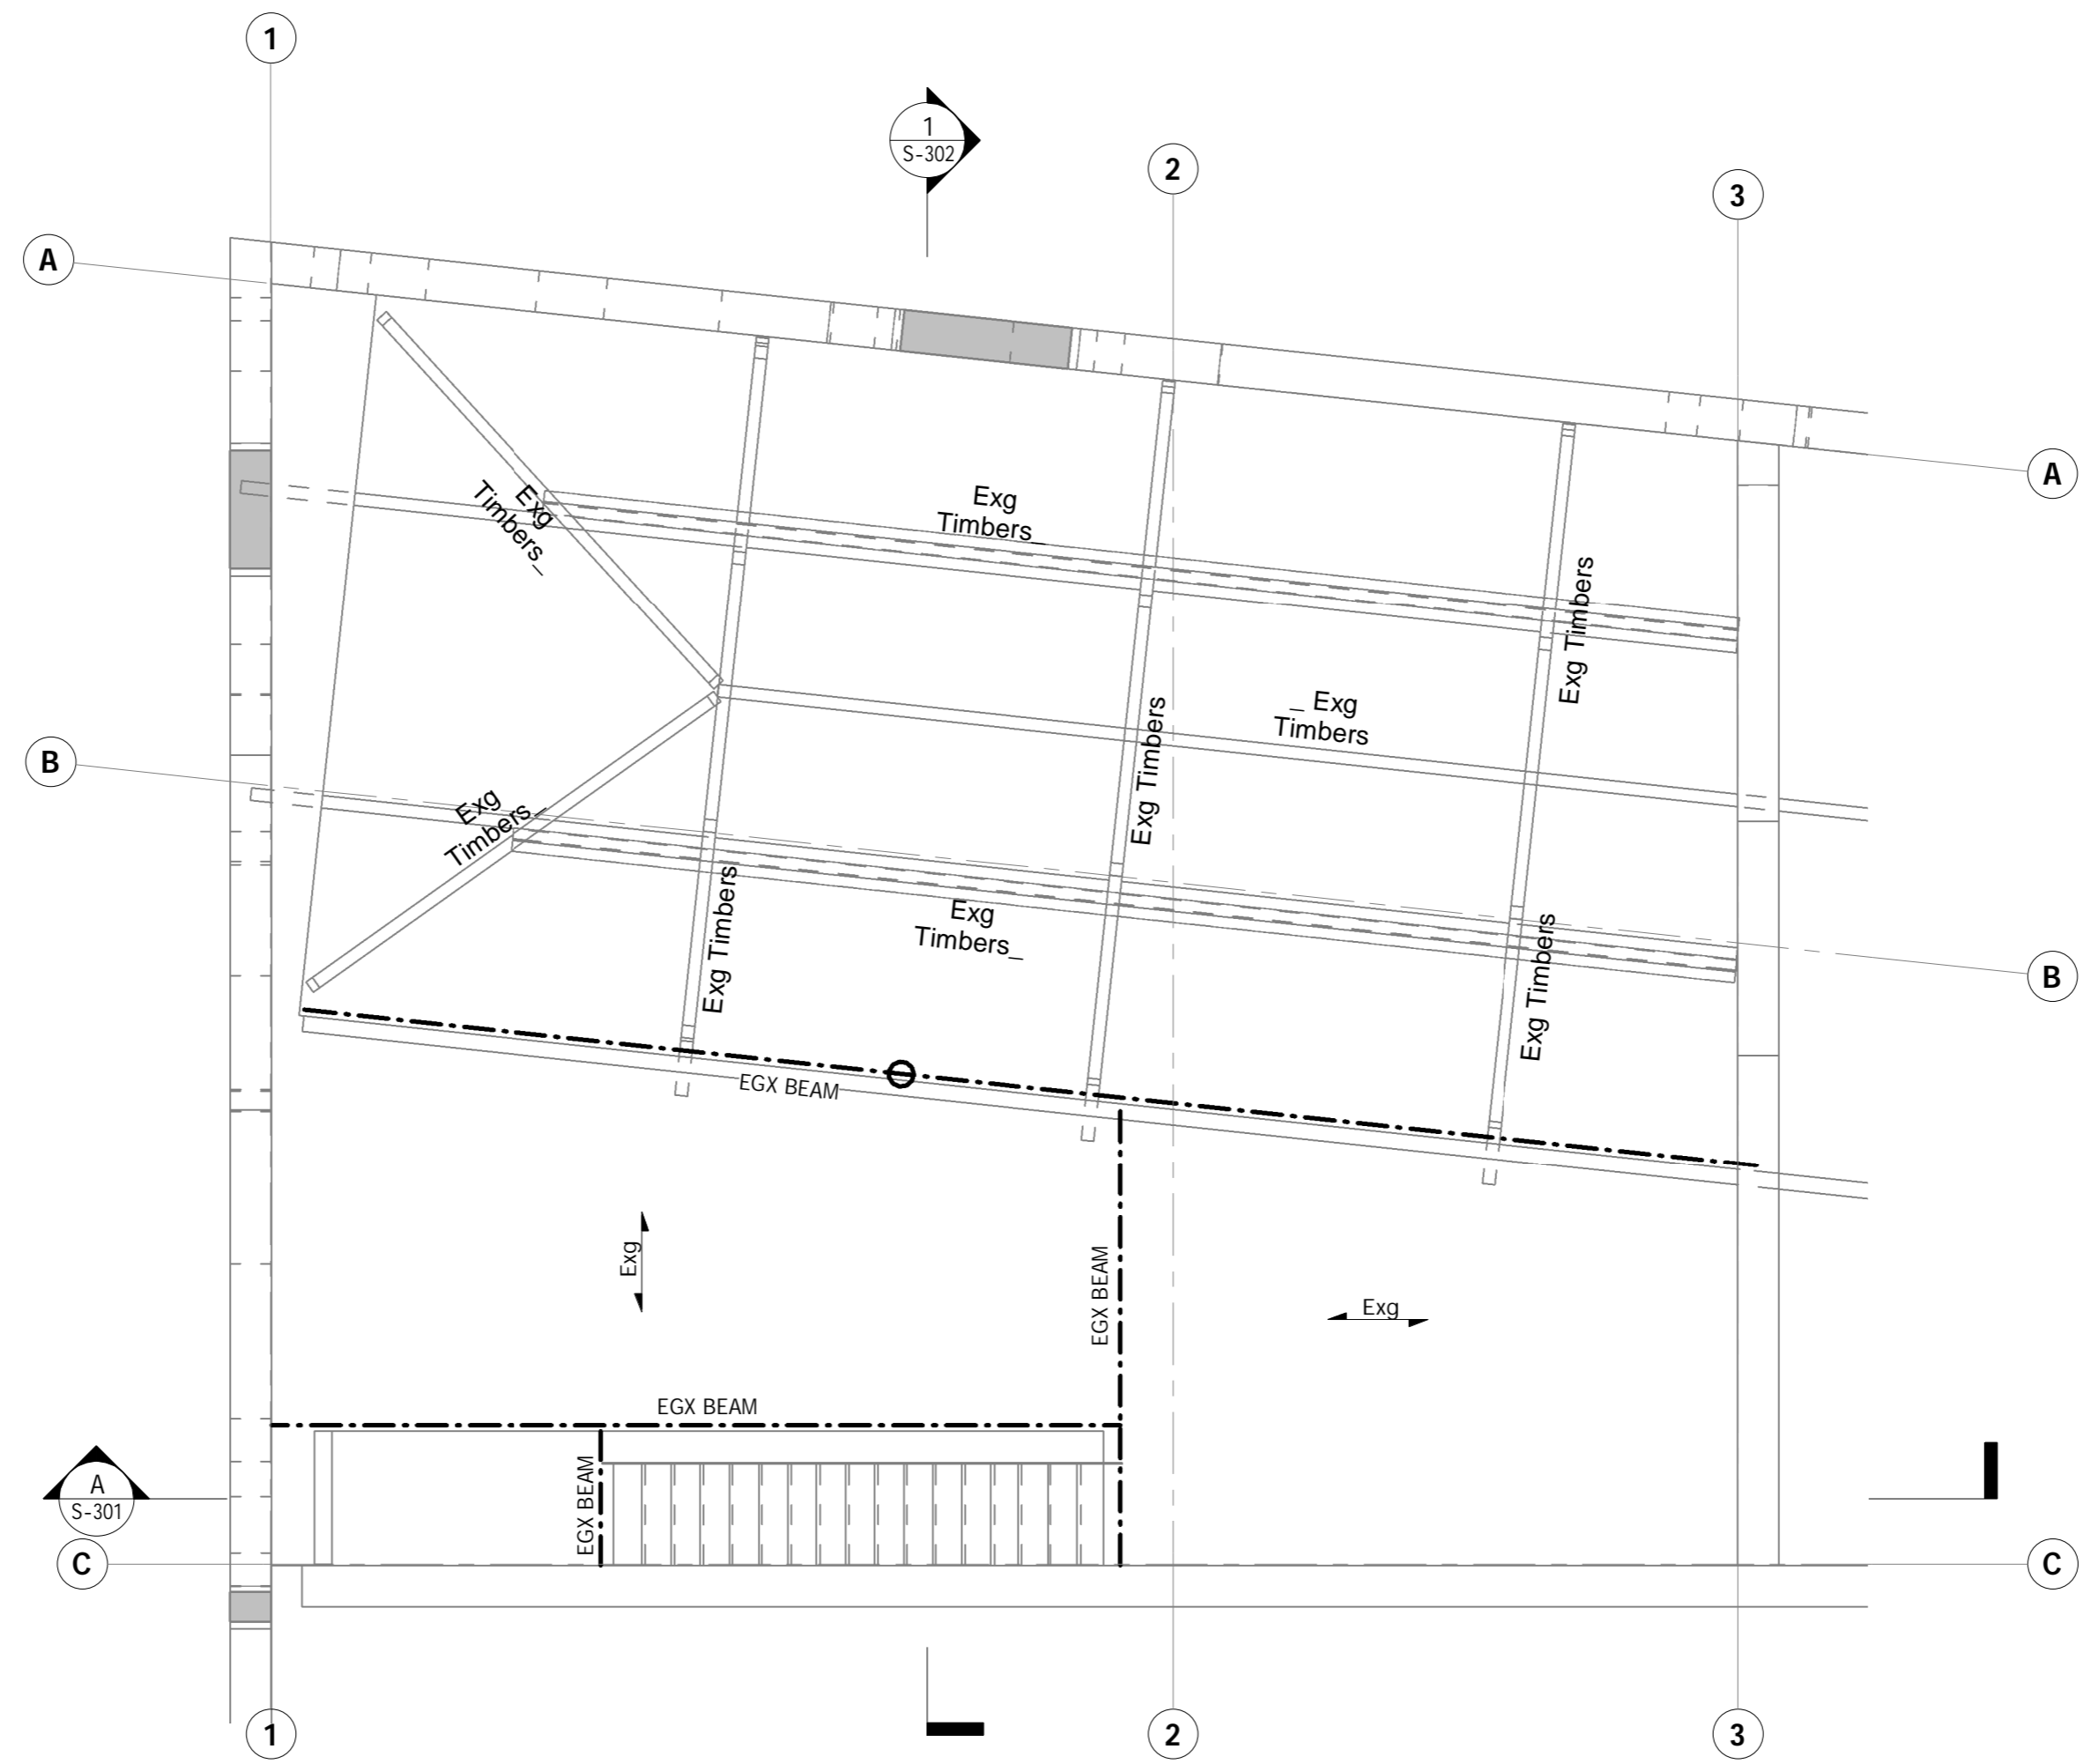 1
1
S-302
2
3
A
Exg
Timbers_
Exg
Timbers_
A
Exg Timbers
_ Exg
Timbers
Exg Timbers
B
Exg
Timbers_
Exg Timbers
Exg
Timbers_
Exg Timbers
B
EGX BEAM
Exg
EGX BEAM
Exg
EGX BEAM
EGX BEAM
A
S-301
C
C
1
2
3